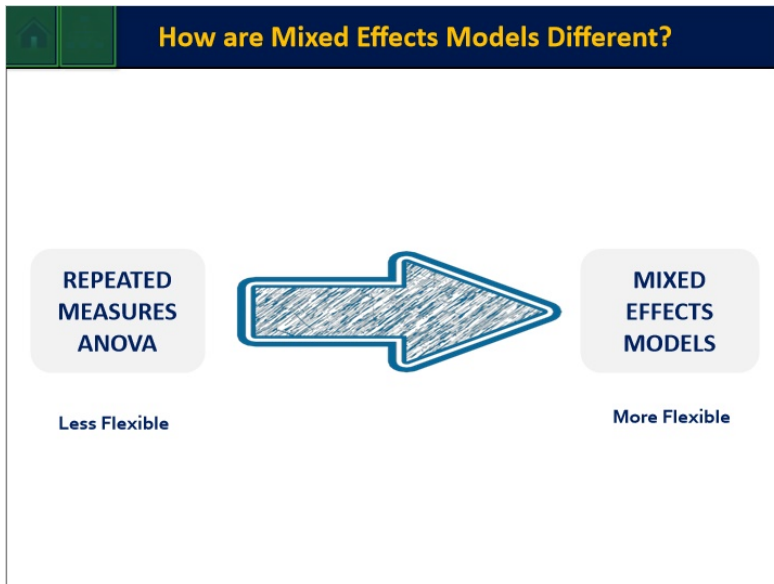 How are Mixed Effects Models Different?
REPEATED
MEASURES
ANOVA
Less Flexible
MIXED
EFFECTS
MODELS
More Flexible